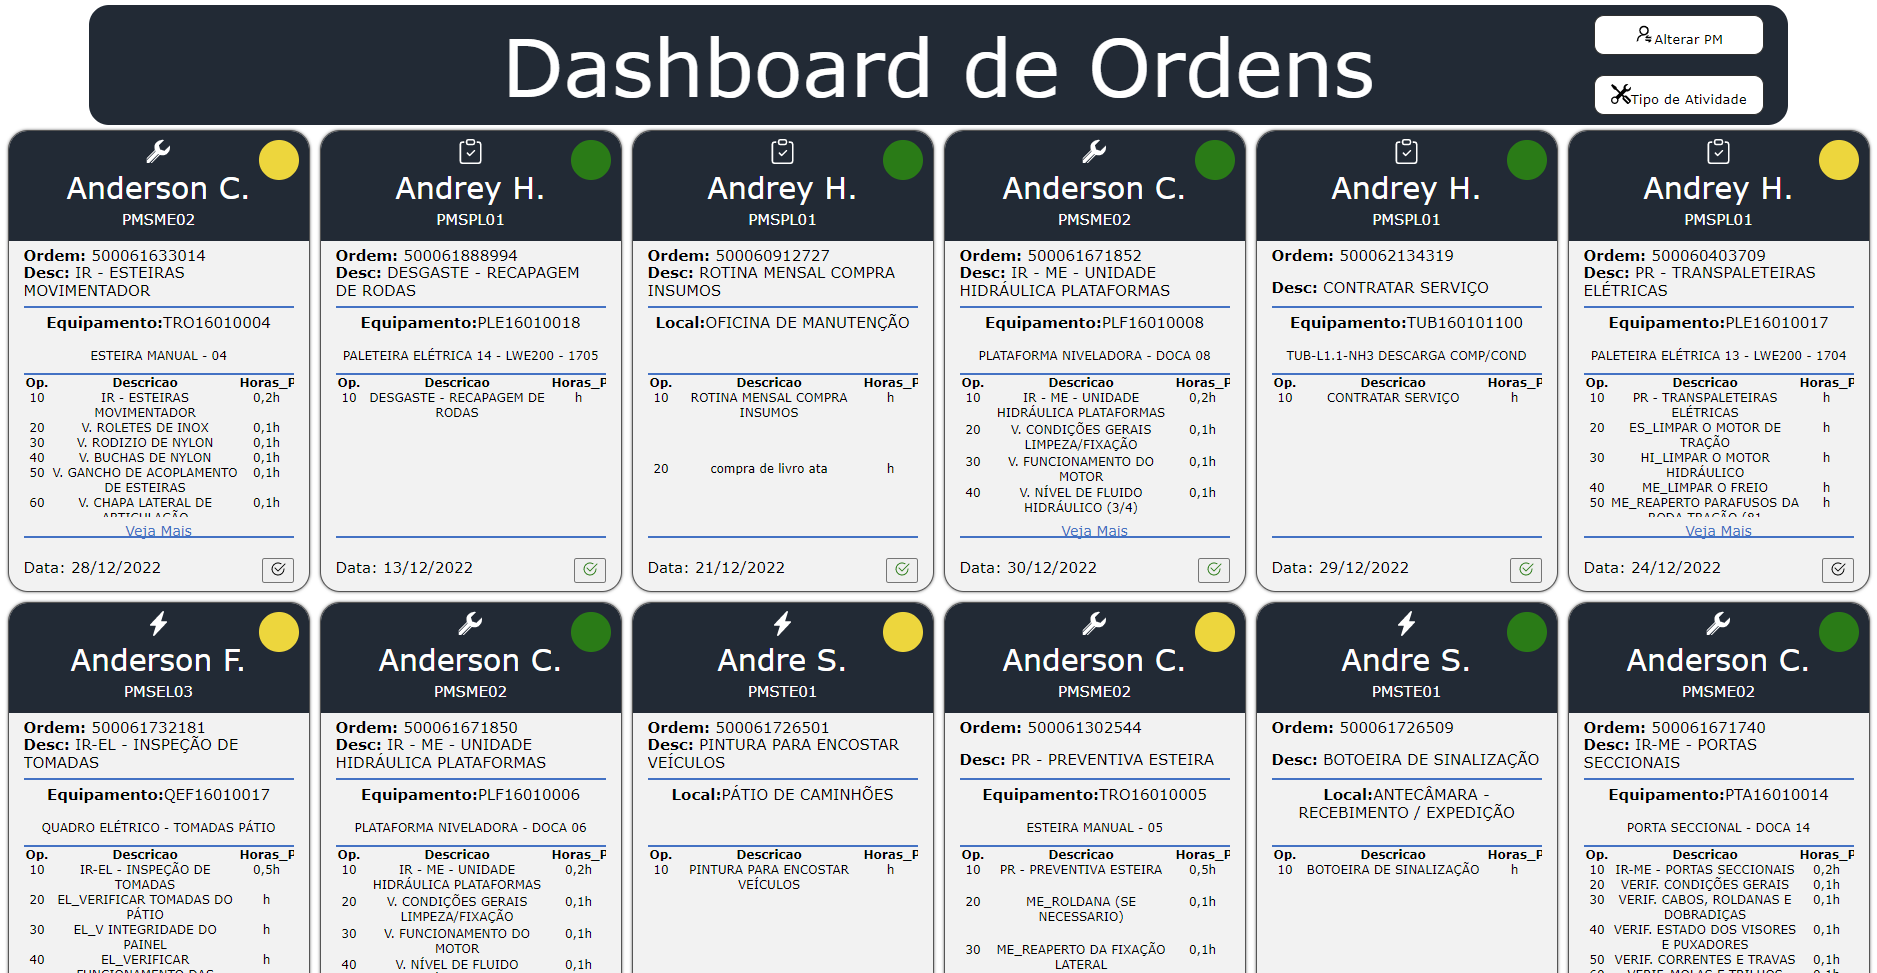 Dashboard de Ordens
Alterar PM
Tipo de Atividade
Anderson C.
PMSME02
Ordem: 500061633014
Desc: IR - ESTEIRAS
MOVIMENTADOR
Equipamento:TRO16010004
ESTEIRA MANUAL - 04
Op. Descricao Horas_P
10 IR - ESTEIRAS 0,2h
MOVIMENTADOR
20 V. ROLETES DE INOX 0,1h
30 V. RODIZIO DE NYLON 0,1h
40 V. BUCHAS DE NYLON 0,1h
50 V. GANCHO DE ACOPLAMENTO 0,1h
DE ESTEIRAS
60 V. CHAPA LATERAL DE 0,1h
ARTICULAÇÃO
Veja Mais
Data: 28/12/2022
Andrey H.
PMSPL01
Ordem: 500061888994
Desc: DESGASTE - RECAPAGEM
DE RODAS
Equipamento:PLE16010018
PALETEIRA ELÉTRICA 14 - LWE200 - 1705
Op. Descricao Horas_P
10 DESGASTE - RECAPAGEM DE h
RODAS
Data: 13/12/2022
Andrey H.
PMSPL01
Ordem: 500060912727
Desc: ROTINA MENSAL COMPRA
INSUMOS
Local:OFICINA DE MANUTENÇÃO
Op. Descricao Horas_P
10 ROTINA MENSAL COMPRA h
INSUMOS
20 compra de livro ata h
Data: 21/12/2022
Anderson C.
PMSME02
Ordem: 500061671852
Desc: IR - ME - UNIDADE
HIDRÁULICA PLATAFORMAS
Equipamento:PLF16010008
PLATAFORMA NIVELADORA - DOCA 08
Op. Descricao Horas_P
10 IR - ME - UNIDADE 0,2h
HIDRÁULICA PLATAFORMAS
20 V. CONDIÇÕES GERAIS 0,1h
LIMPEZA/FIXAÇÃO
30 V. FUNCIONAMENTO DO 0,1h
MOTOR
40 V. NÍVEL DE FLUIDO 0,1h
HIDRÁULICO (3/4)
Veja Mais
Data: 30/12/2022
Andrey H.
PMSPL01
Ordem: 500062134319
Desc: CONTRATAR SERVIÇO
Equipamento:TUB160101100
TUB-L1.1-NH3 DESCARGA COMP/COND
Op. Descricao Horas_P
10 CONTRATAR SERVIÇO h
Data: 29/12/2022
Andrey H.
PMSPL01
Ordem: 500060403709
Desc: PR - TRANSPALETEIRAS
ELÉTRICAS
Equipamento:PLE16010017
PALETEIRA ELÉTRICA 13 - LWE200 - 1704
Op. Descricao Horas_P
10 PR - TRANSPALETEIRAS h
ELÉTRICAS
20 ES_LIMPAR O MOTOR DE h
TRAÇÃO
30 HI_LIMPAR O MOTOR h
HIDRÁULICO
40 ME_LIMPAR O FREIO h
50 ME_REAPERTO PARAFUSOS DA h
RODA TRAÇÃO (81
Veja Mais
Data: 24/12/2022
Anderson F.
PMSEL03
Ordem: 500061732181
Desc: IR-EL - INSPEÇÃO DE
TOMADAS
Equipamento:QEF16010017
QUADRO ELÉTRICO - TOMADAS PÁTIO
Op. Descricao Horas_P
10 IR-EL - INSPEÇÃO DE 0,5h
TOMADAS
20 EL_VERIFICAR TOMADAS DO h
PÁTIO
30 EL_V INTEGRIDADE DO h
PAINEL
40 EL_VERIFICAR h
FUNCIONAMENTO DAS
Anderson C.
PMSME02
Ordem: 500061671850
Desc: IR - ME - UNIDADE
HIDRÁULICA PLATAFORMAS
Equipamento:PLF16010006
PLATAFORMA NIVELADORA - DOCA 06
Op. Descricao Horas_P
10 IR - ME - UNIDADE 0,2h
HIDRÁULICA PLATAFORMAS
20 V. CONDIÇÕES GERAIS 0,1h
LIMPEZA/FIXAÇÃO
30 V. FUNCIONAMENTO DO 0,1h
MOTOR
40 V. NÍVEL DE FLUIDO 0,1h
Andre S.
PMSTE01
Ordem: 500061726501
Desc: PINTURA PARA ENCOSTAR
VEÍCULOS
Local:PÁTIO DE CAMINHÕES
Op. Descricao Horas_P
10 PINTURA PARA ENCOSTAR h
VEÍCULOS
Anderson C.
PMSME02
Ordem: 500061302544
Desc: PR - PREVENTIVA ESTEIRA
Equipamento:TRO16010005
ESTEIRA MANUAL - 05
Op. Descricao Horas_P
10 PR - PREVENTIVA ESTEIRA 0,5h
20 ME_ROLDANA (SE 0,1h
NECESSARIO)
30 ME_REAPERTO DA FIXAÇÃO 0,1h
LATERAL
Andre S.
PMSTE01
Ordem: 500061726509
Desc: BOTOEIRA DE SINALIZAÇÃO
Local:ANTECÂMARA -
RECEBIMENTO / EXPEDIÇÃO
Op. Descricao Horas_P
10 BOTOEIRA DE SINALIZAÇÃO h
Anderson C.
PMSME02
Ordem: 500061671740
Desc: IR-ME - PORTAS
SECCIONAIS
Equipamento:PTA16010014
PORTA SECCIONAL - DOCA 14
Op. Descricao Horas_P
10 IR-ME - PORTAS SECCIONAIS 0,2h
20 VERIF. CONDIÇÕES GERAIS 0,1h
30 VERIF. CABOS, ROLDANAS E 0,1h
DOBRADIÇAS
40 VERIF. ESTADO DOS VISORES 0,1h
E PUXADORES
50 VERIF. CORRENTES E TRAVAS 0,1h
60 VERIF. MOLAS E TRILHOS 0,1h